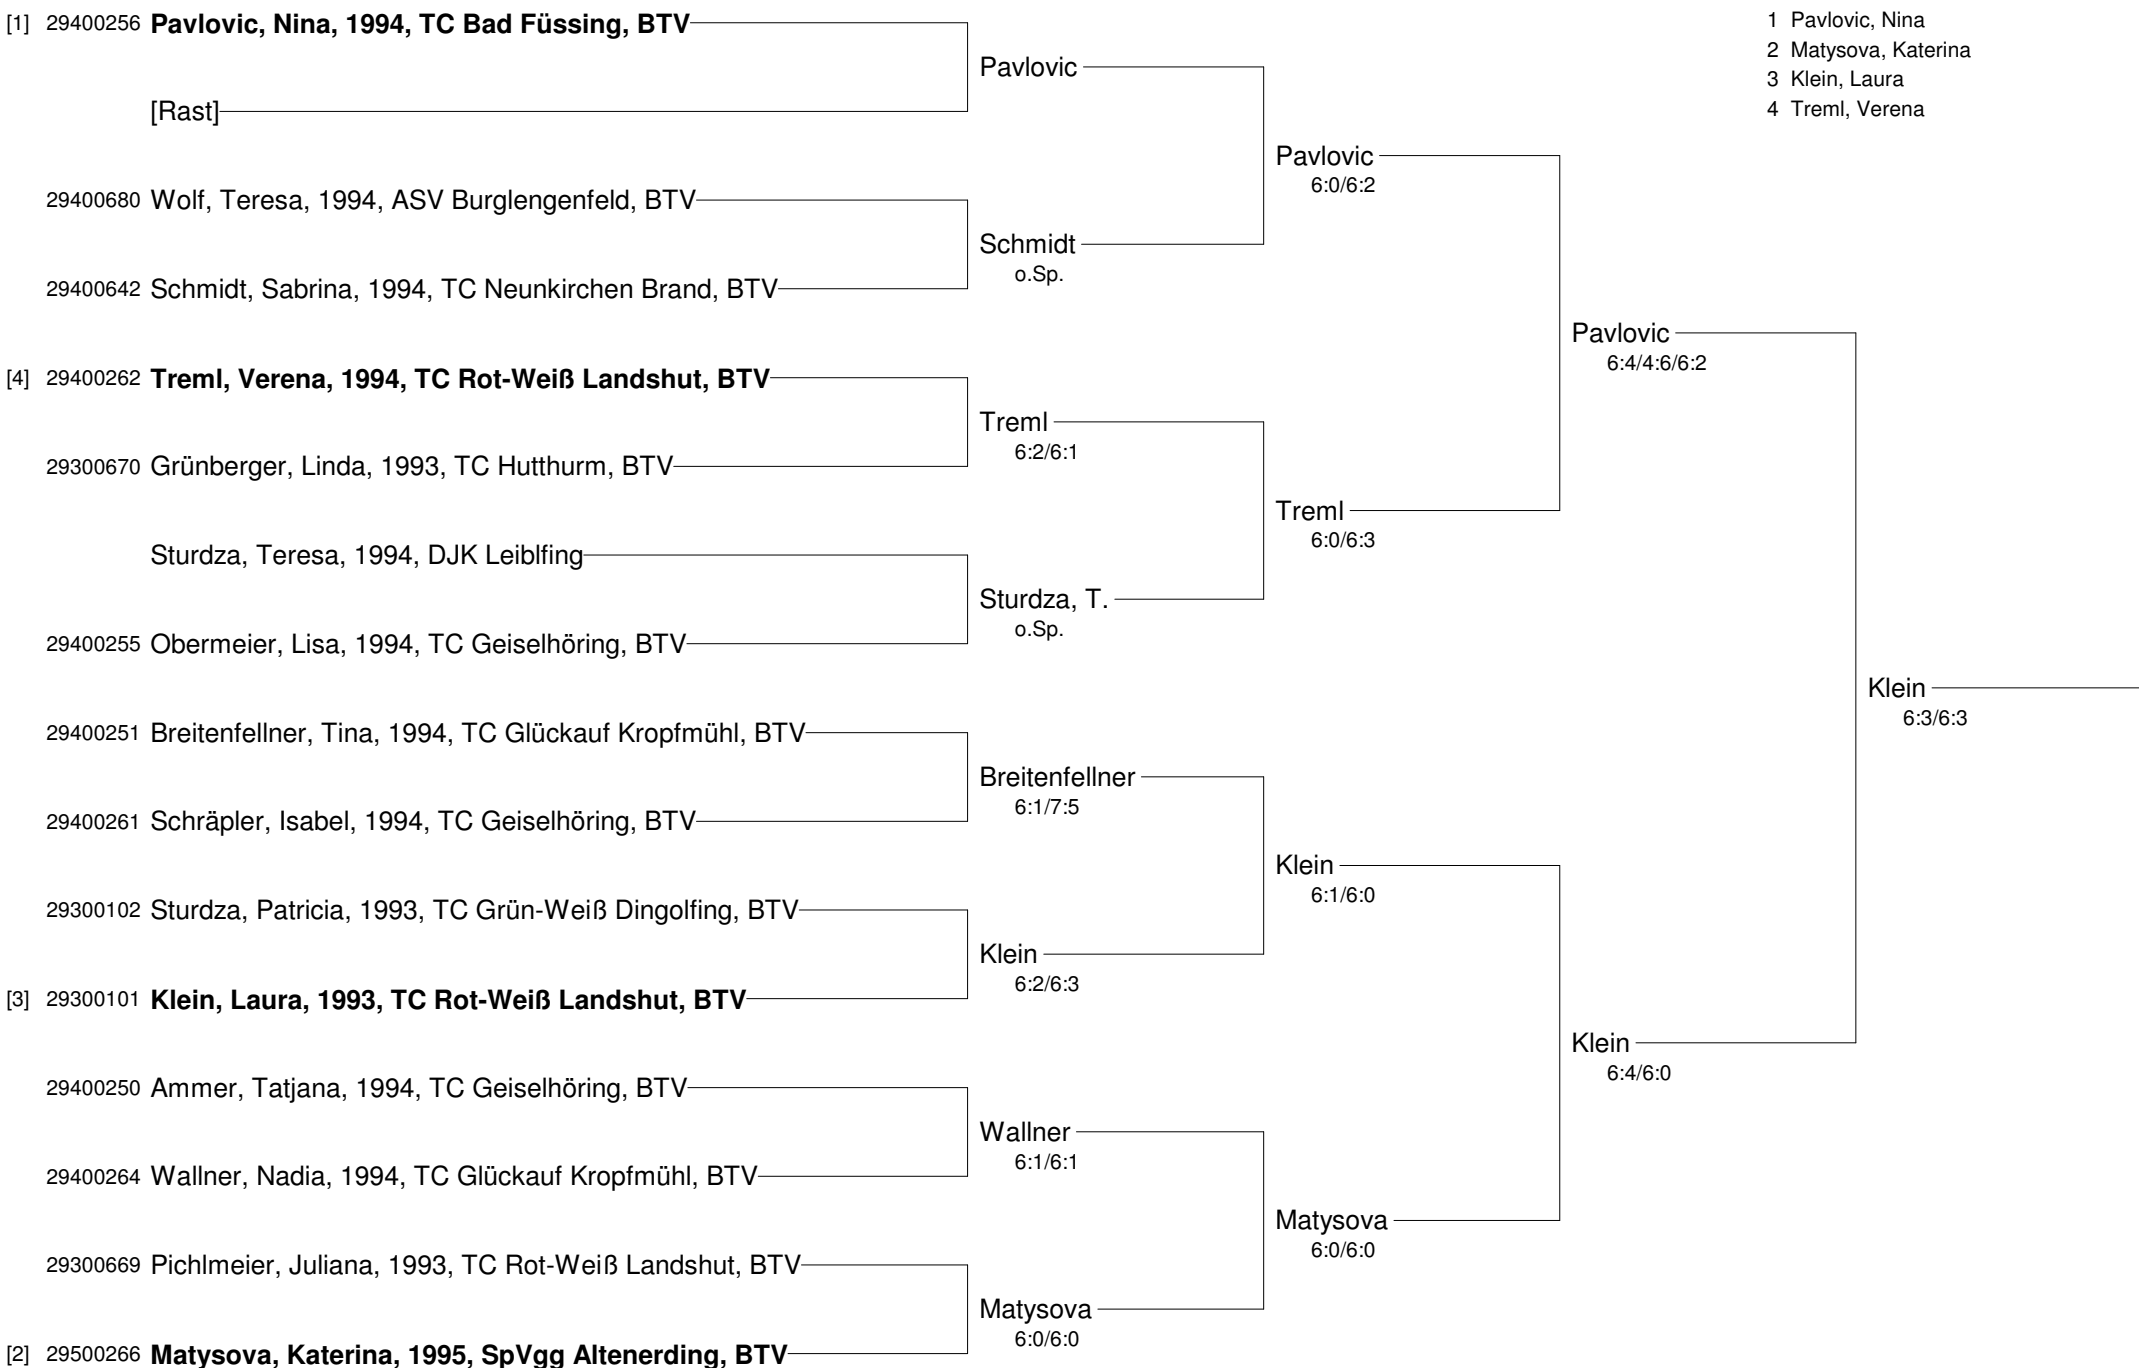 [1] 29400256 Pavlovic, Nina, 1994, TC Bad Füssing, BTV
1 Pavlovic, Nina
2 Matysova, Katerina
3 Klein, Laura
4 Treml, Verena
Pavlovic
[Rast]
Pavlovic
6:0/6:2
29400680 Wolf, Teresa, 1994, ASV Burglengenfeld, BTV
Schmidt
o.Sp.
29400642 Schmidt, Sabrina, 1994, TC Neunkirchen Brand, BTV
Pavlovic
6:4/4:6/6:2
[4] 29400262 Treml, Verena, 1994, TC Rot-Weiß Landshut, BTV
Treml
6:2/6:1
29300670 Grünberger, Linda, 1993, TC Hutthurm, BTV
Treml
6:0/6:3
Sturdza, Teresa, 1994, DJK Leiblfing
Sturdza, T.
o.Sp.
29400255 Obermeier, Lisa, 1994, TC Geiselhöring, BTV
Klein
6:3/6:3
29400251 Breitenfellner, Tina, 1994, TC Glückauf Kropfmühl, BTV
Breitenfellner
6:1/7:5
29400261 Schräpler, Isabel, 1994, TC Geiselhöring, BTV
Klein
6:1/6:0
29300102 Sturdza, Patricia, 1993, TC Grün-Weiß Dingolfing, BTV
Klein
6:2/6:3
[3] 29300101 Klein, Laura, 1993, TC Rot-Weiß Landshut, BTV
Klein
6:4/6:0
29400250 Ammer, Tatjana, 1994, TC Geiselhöring, BTV
Wallner
6:1/6:1
29400264 Wallner, Nadia, 1994, TC Glückauf Kropfmühl, BTV
Matysova
6:0/6:0
29300669 Pichlmeier, Juliana, 1993, TC Rot-Weiß Landshut, BTV
Matysova
6:0/6:0
[2] 29500266 Matysova, Katerina, 1995, SpVgg Altenerding, BTV